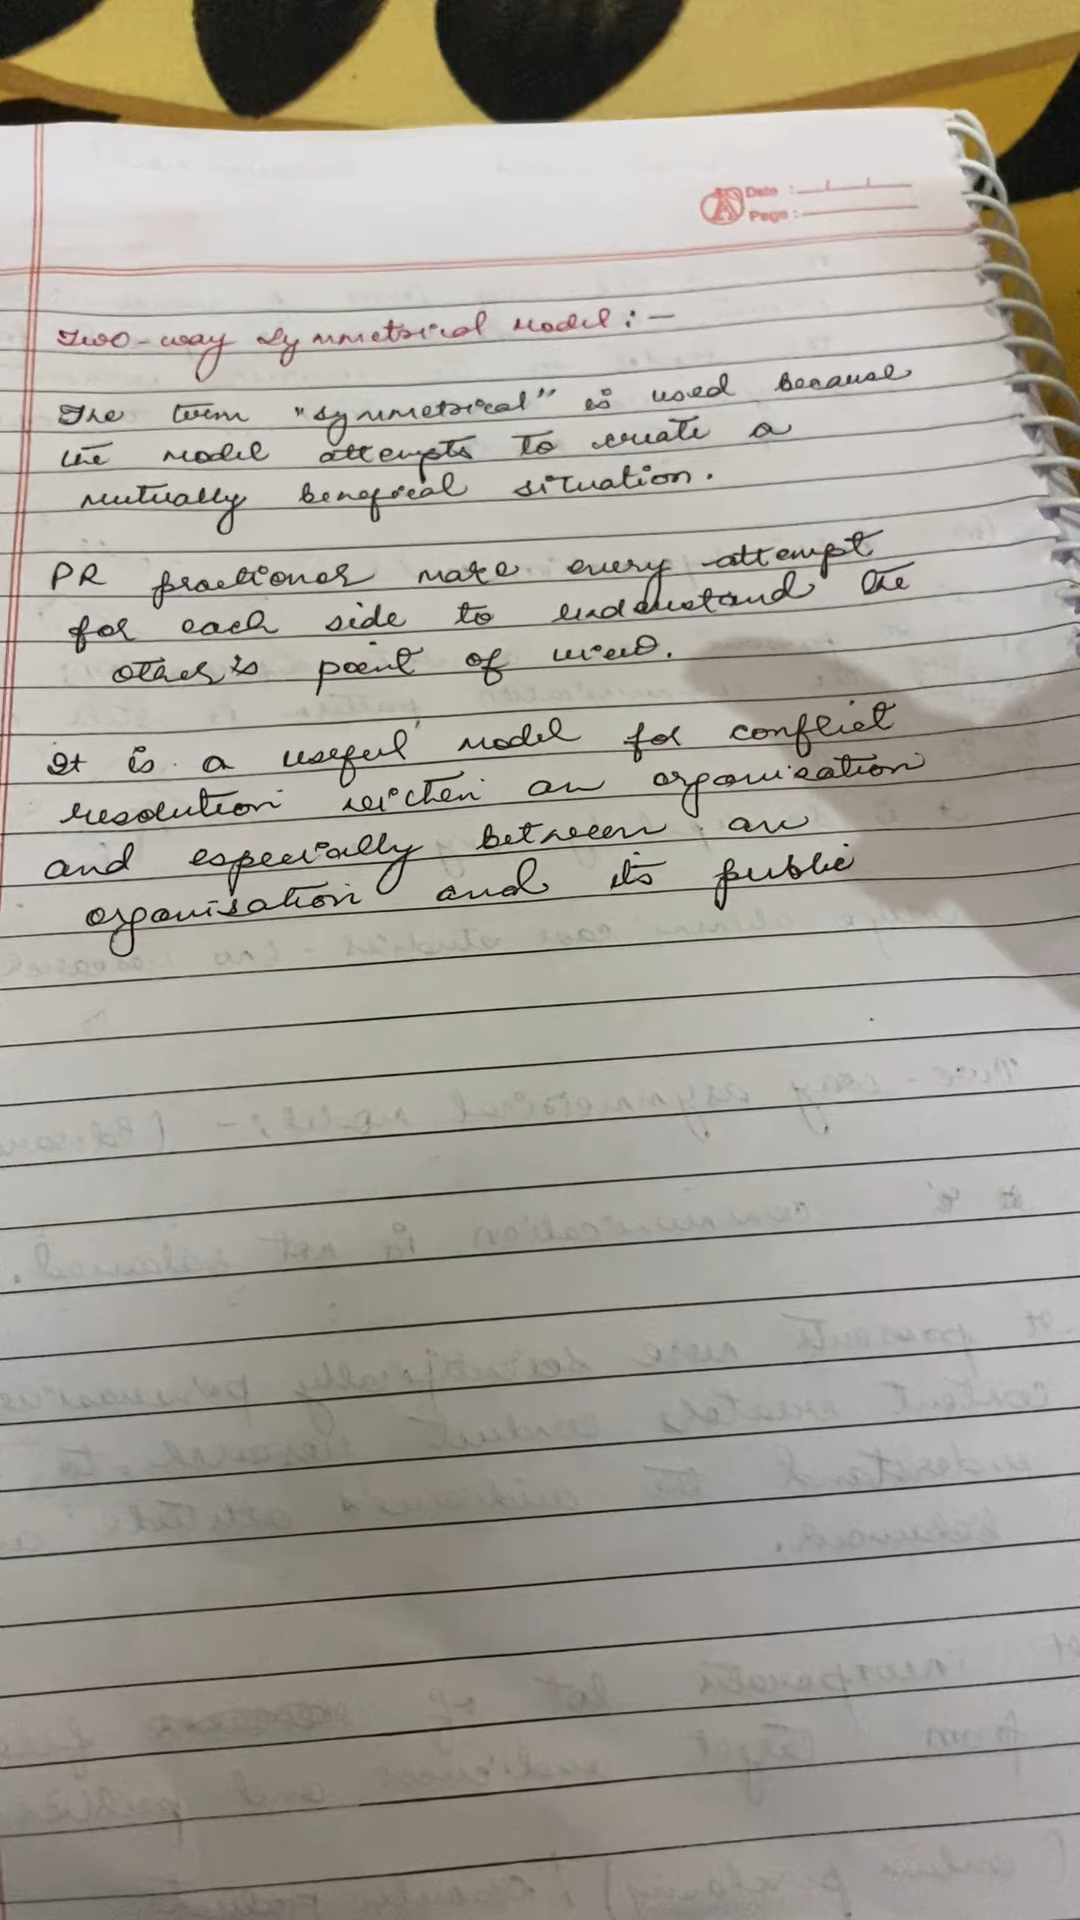 Date :
Page :
Two-way Symmetrical Model : -
The term "symmetrical" is used because
the model attempts to create a
mutually benefical situation.
PR practioner make every attempt
for each side to understand the
other's point of view.
It is a useful model for conflict
resolution within an organisation
and especially between an
organisation and its public